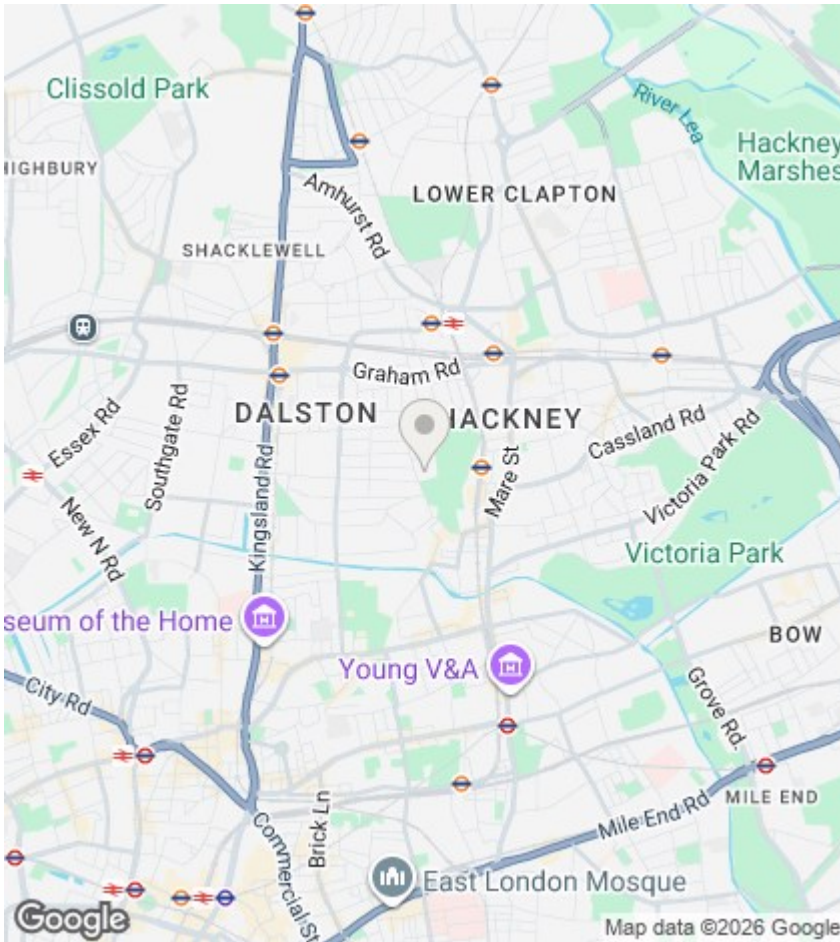 Clissold Park
River Lea
Hackney
Marshes
HIGHBURY
Amhurst Rd
LOWER CLAPTON
SHACKLEWELL
Graham Rd
Essex Rd
Southgate Rd
DALSTON
HACKNEY
Cassland Rd
Kingsland Rd
Mare St
Victoria Park Rd
New N Rd
Victoria Park
seum of the Home
BOW
Young V&A
City Rd
Grove Rd.
MILE END
Brick Ln
Mile End Rd
Commercial St
East London Mosque
Google
Map data ©2026 Google